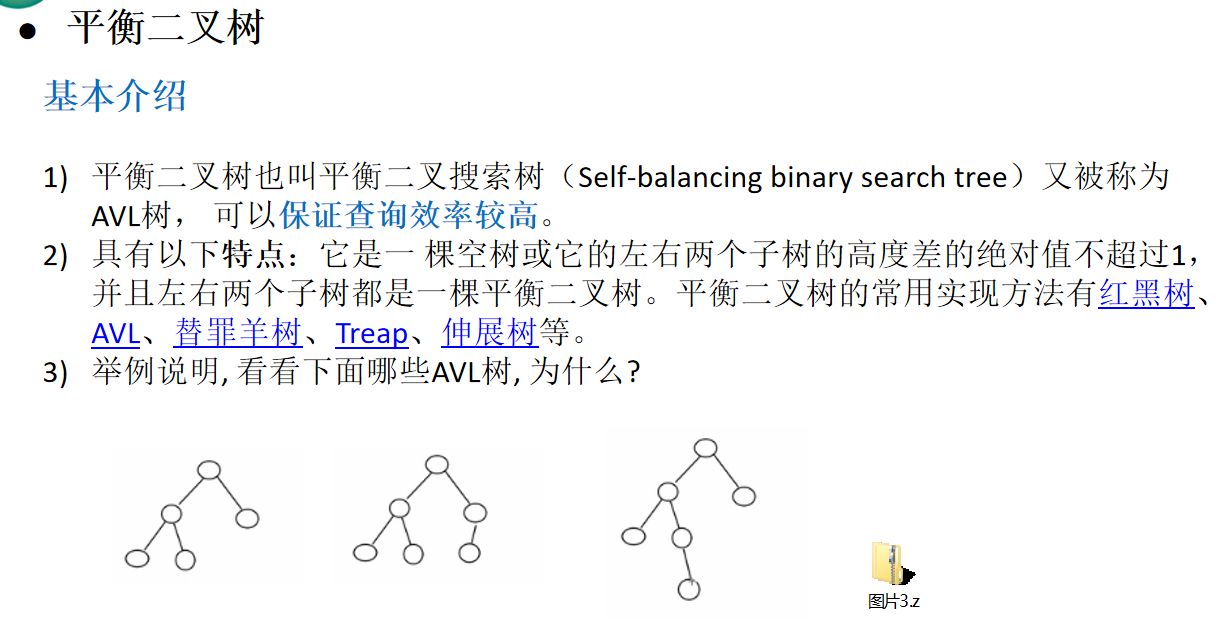 ● 平衡二叉树
基本介绍
1) 平衡二叉树也叫平衡二叉搜索树（Self-balancing binary search tree）又被称为
AVL树， 可以保证查询效率较高。
2) 具有以下特点：它是一 棵空树或它的左右两个子树的高度差的绝对值不超过1，
并且左右两个子树都是一棵平衡二叉树。平衡二叉树的常用实现方法有红黑树、
AVL、替罪羊树、Treap、伸展树等。
3) 举例说明, 看看下面哪些AVL树, 为什么?
图片3.z